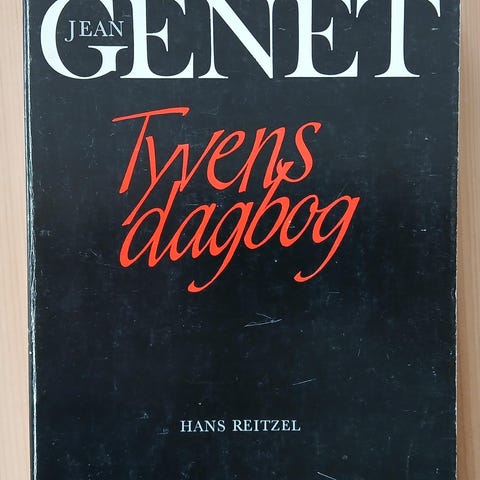 JEAN
GENET
Tyvens
dagbog
HANS REITZEL